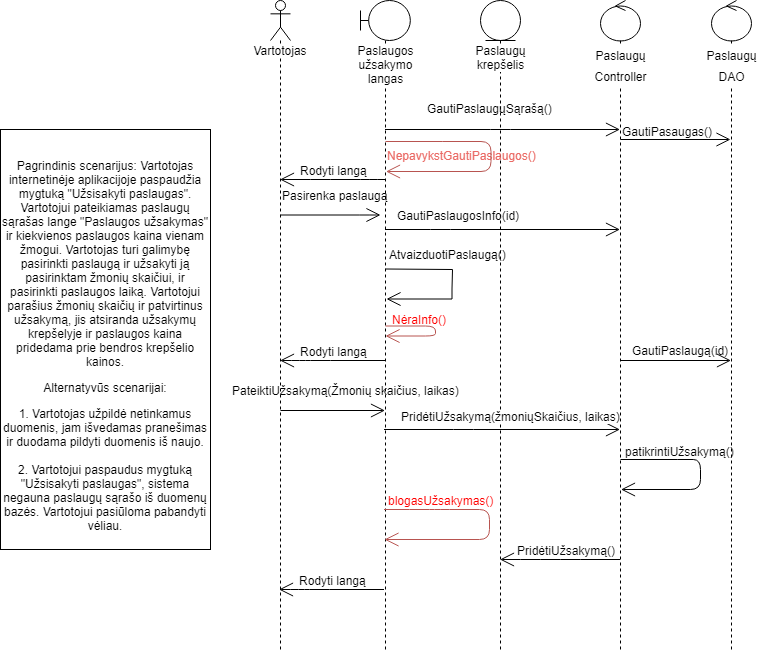 Vartotojas
Paslaugos
užsakymo
langas
Paslaugų
krepšelis
Paslaugų
Controller
Paslaugų
DAO
Pagrindinis scenarijus: Vartotojas
internetinėje aplikacijoje paspaudžia
mygtuką "Užsisakyti paslaugas".
Vartotojui pateikiamas paslaugų
sąrašas lange "Paslaugos užsakymas"
ir kiekvienos paslaugos kaina vienam
žmogui. Vartotojas turi galimybę
pasirinkti paslaugą ir užsakyti ją
pasirinktam žmonių skaičiui, ir
pasirinkti paslaugos laiką. Vartotojui
parašius žmonių skaičių ir patvirtinus
užsakymą, jis atsiranda užsakymų
krepšelyje ir paslaugos kaina
pridedama prie bendros krepšelio
kainos.
Alternatyvūs scenarijai:
1. Vartotojas užpildė netinkamus
duomenis, jam išvedamas pranešimas
ir duodama pildyti duomenis iš naujo.
2. Vartotojui paspaudus mygtuką
"Užsisakyti paslaugas", sistema
negauna paslaugų sąrašo iš duomenų
bazės. Vartotojui pasiūloma pabandyti
vėliau.
GautiPaslaugųSąrašą()
GautiPasaugas()
NepavykstGautiPaslaugos()
Rodyti langą
Pasirenka paslaugą
GautiPaslaugosInfo(id)
AtvaizduotiPaslaugą()
NėraInfo()
Rodyti langą
GautiPaslaugą(id)
PateiktiUžsakymą(Žmonių skaičius, laikas)
PridėtiUžsakymą(žmoniųSkaičius, laikas)
patikrintiUžsakymą()
blogasUžsakymas()
PridėtiUžsakymą()
Rodyti langą